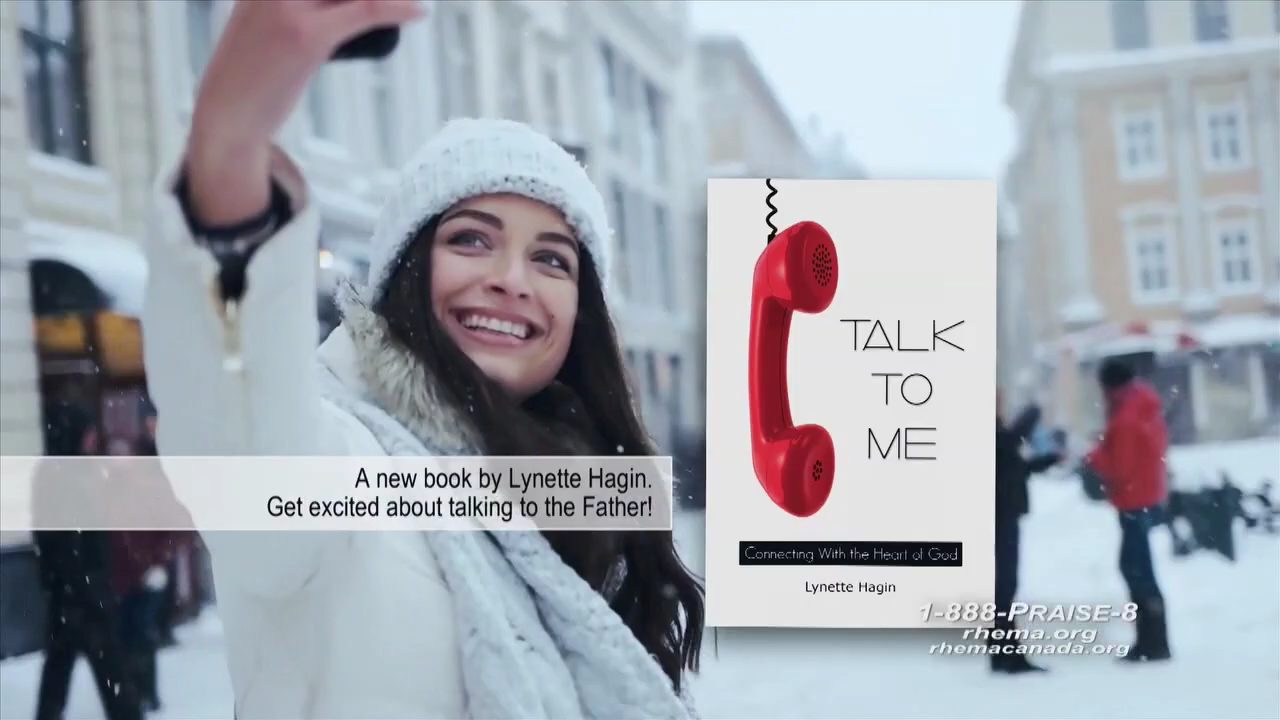 A new book by Lynette Hagin.
Get excited about talking to the Father!
TALK
TO
ME
Connecting With the Heart of God
Lynette Hagin
1-888-PRAISE-8
rhema.org
rhemacanada.org